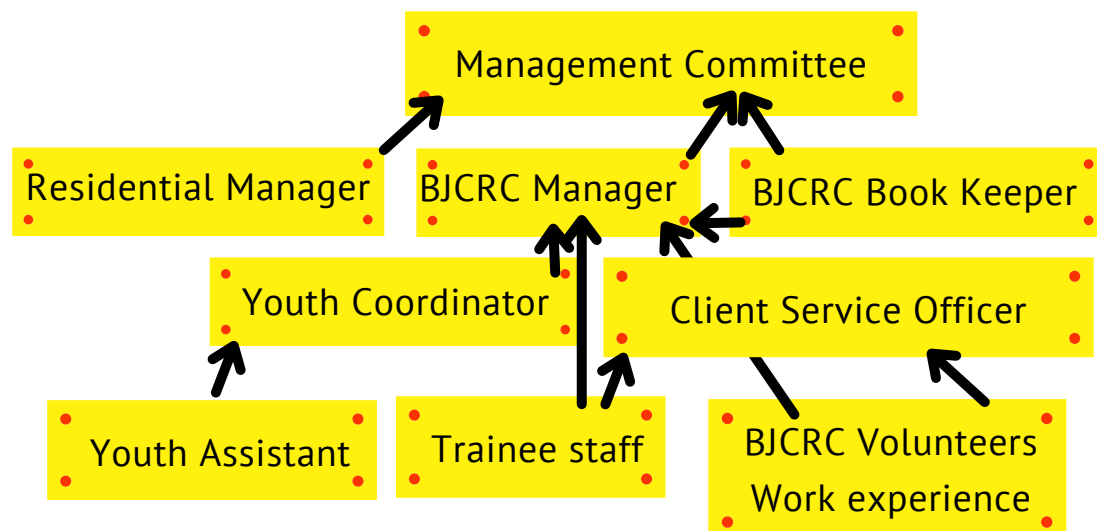 Management Committee
Residential Manager
BJCRC Manager
BJCRC Book Keeper
Youth Coordinator
Client Service Officer
Youth Assistant
Trainee staff
BJCRC Volunteers
Work experience